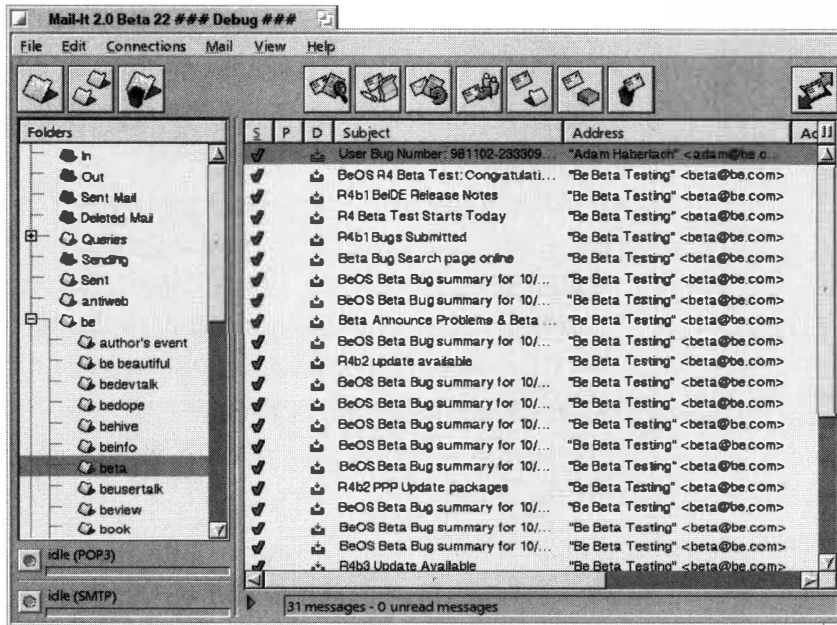 Mail-It 2.0 Beta 22 ### Debug ###
File Edit Connections Mail View Help
Folders
In
Out
Sent Mail
Deleted Mail
Queries
Sending
Sent
antiweb
be
author's event
be beautiful
bedevtalk
bedope
behive
beinfo
beta
beusertalk
beview
book
idle (POP3)
idle (SMTP)
S P D Subject Address Ad
User Bug Number: 981102-233309... "Adam Haberlach" <adam@be.c...
BeOS R4 Beta Test: Congratulati... "Be Beta Testing" <beta@be.com>
R4b1 BeIDE Release Notes "Be Beta Testing" <beta@be.com>
R4 Beta Test Starts Today "Be Beta Testing" <beta@be.com>
R4b1 Bugs Submitted "Be Beta Testing" <beta@be.com>
Beta Bug Search page online "Be Beta Testing" <beta@be.com>
BeOS Beta Bug summary for 10/... "Be Beta Testing" <beta@be.com>
BeOS Beta Bug summary for 10/... "Be Beta Testing" <beta@be.com>
Beta Announce Problems & Beta... "Be Beta Testing" <beta@be.com>
BeOS Beta Bug summary for 10/... "Be Beta Testing" <beta@be.com>
R4b2 update available "Be Beta Testing" <beta@be.com>
BeOS Beta Bug summary for 10/... "Be Beta Testing" <beta@be.com>
BeOS Beta Bug summary for 10/... "Be Beta Testing" <beta@be.com>
BeOS Beta Bug summary for 10/... "Be Beta Testing" <beta@be.com>
BeOS Beta Bug summary for 10/... "Be Beta Testing" <beta@be.com>
BeOS Beta Bug summary for 10/... "Be Beta Testing" <beta@be.com>
R4b2 PPP Update packages "Be Beta Testing" <beta@be.com>
BeOS Beta Bug summary for 10/... "Be Beta Testing" <beta@be.com>
BeOS Beta Bug summary for 10/... "Be Beta Testing" <beta@be.com>
BeOS Beta Bug summary for 10/... "Be Beta Testing" <beta@be.com>
R4b3 Update Available "Be Beta Testing" <beta@be.com>
31 messages - 0 unread messages